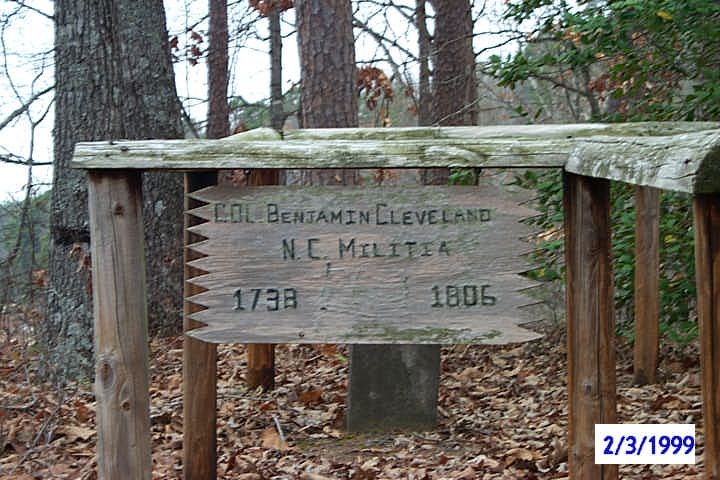 COL. BENJAMIN CLEVELAND
N.C. MILITIA
1738 1806
2/3/1999